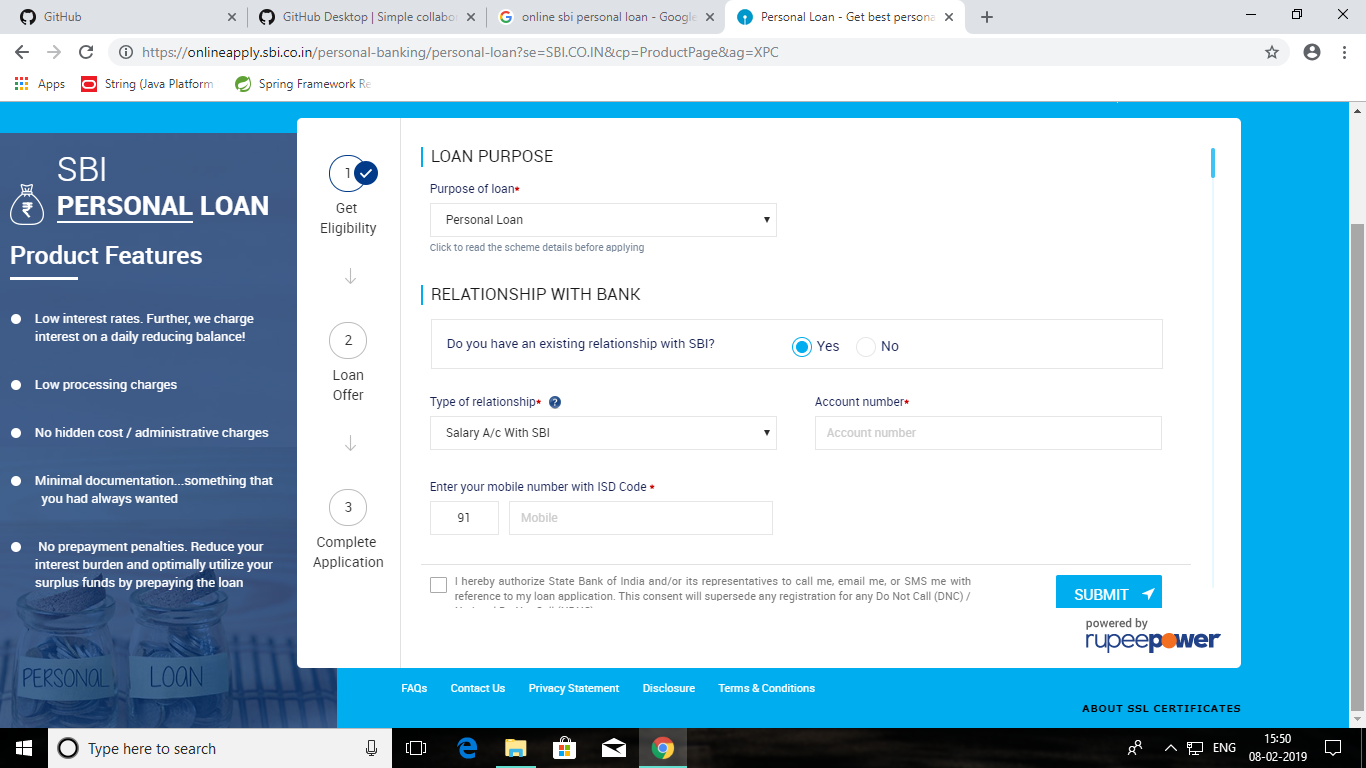 GitHub
GitHub Desktop | Simple collabo
online sbi personal loan - Google
Personal Loan - Get best persona
https://onlineapply.sbi.co.in/personal-banking/personal-loan?se=SBI.CO.IN&cp=ProductPage&ag=XPC
Apps
String (Java Platform
Spring Framework Re
SBI
PERSONAL LOAN
Product Features
Low interest rates. Further, we charge
interest on a daily reducing balance!
Low processing charges
No hidden cost / administrative charges
Minimal documentation...something that
you had always wanted
No prepayment penalties. Reduce your
interest burden and optimally utilize your
surplus funds by prepaying the loan
PERSONAL
LOAN
1
Get
Eligibility
2
Loan
Offer
3
Complete
Application
LOAN PURPOSE
Purpose of loan*
Personal Loan
Click to read the scheme details before applying
RELATIONSHIP WITH BANK
Do you have an existing relationship with SBI?
Yes
No
Type of relationship* ?
Salary A/c With SBI
Account number*
Account number
Enter your mobile number with ISD Code *
91
Mobile
I hereby authorize State Bank of India and/or its representatives to call me, email me, or SMS me with
reference to my loan application. This consent will supersede any registration for any Do Not Call (DNC) /
SUBMIT
powered by
rupeepower
FAQs
Contact Us
Privacy Statement
Disclosure
Terms & Conditions
ABOUT SSL CERTIFICATES
Type here to search
ENG
15:50
08-02-2019